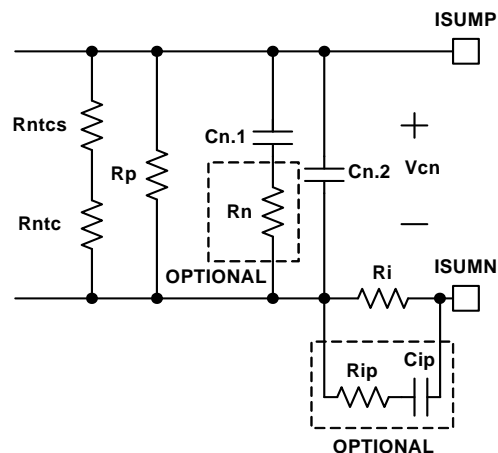 ISUMP
Rntcs
Cn.1
+
Rp
Cn.2
Vcn
Rn
Rntc
−
OPTIONAL
Ri
ISUMN
Rip
Cip
OPTIONAL